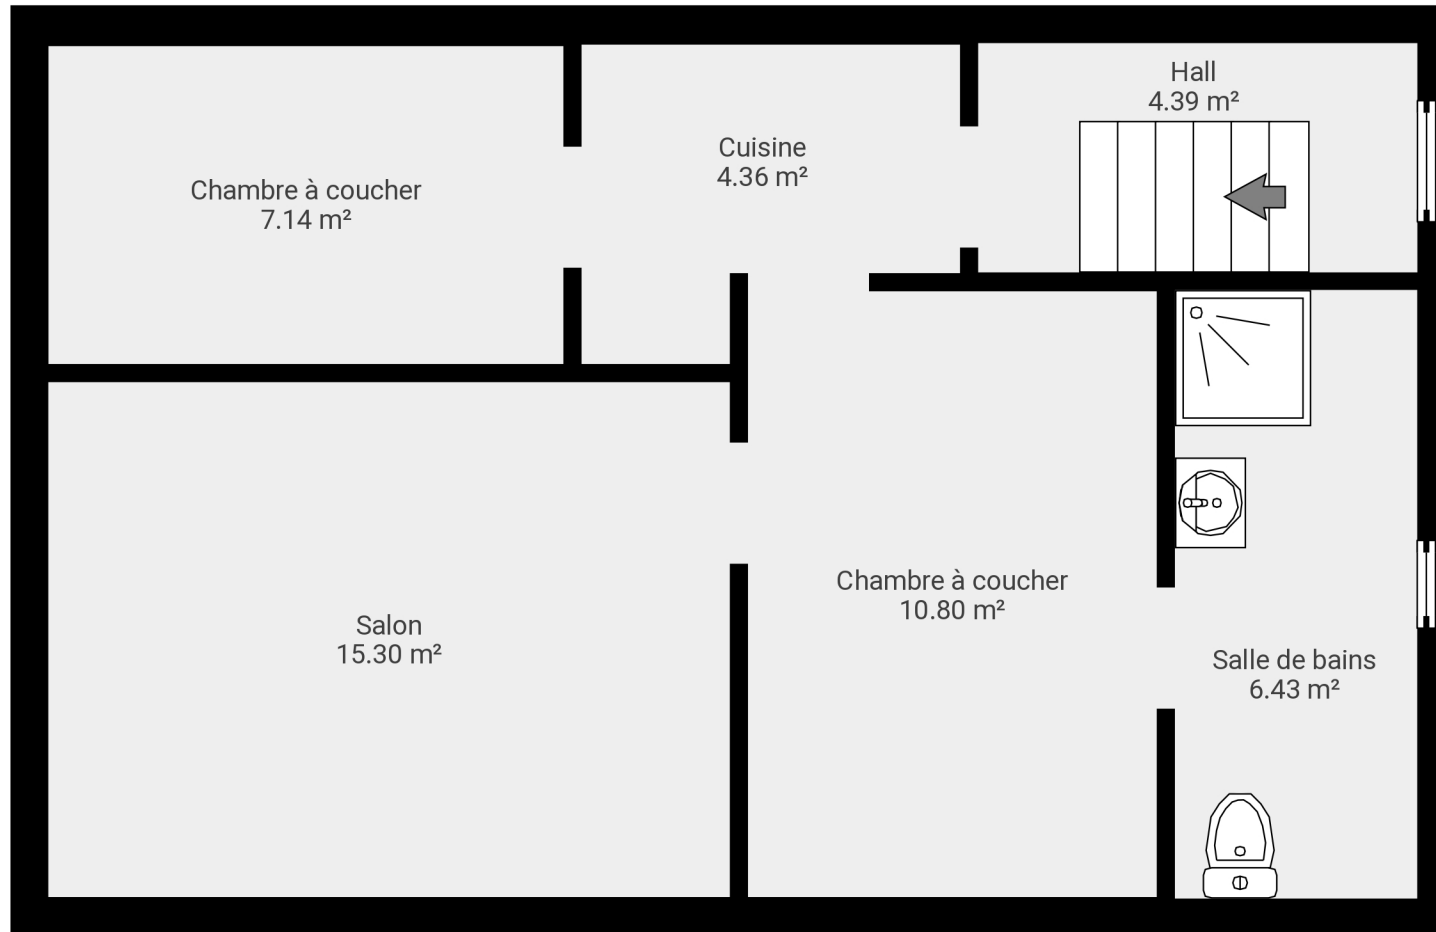 Hall
4.39 m²
Cuisine
4.36 m²
Chambre à coucher
7.14 m²
Chambre à coucher
10.80 m²
Salon
15.30 m²
Salle de bains
6.43 m²